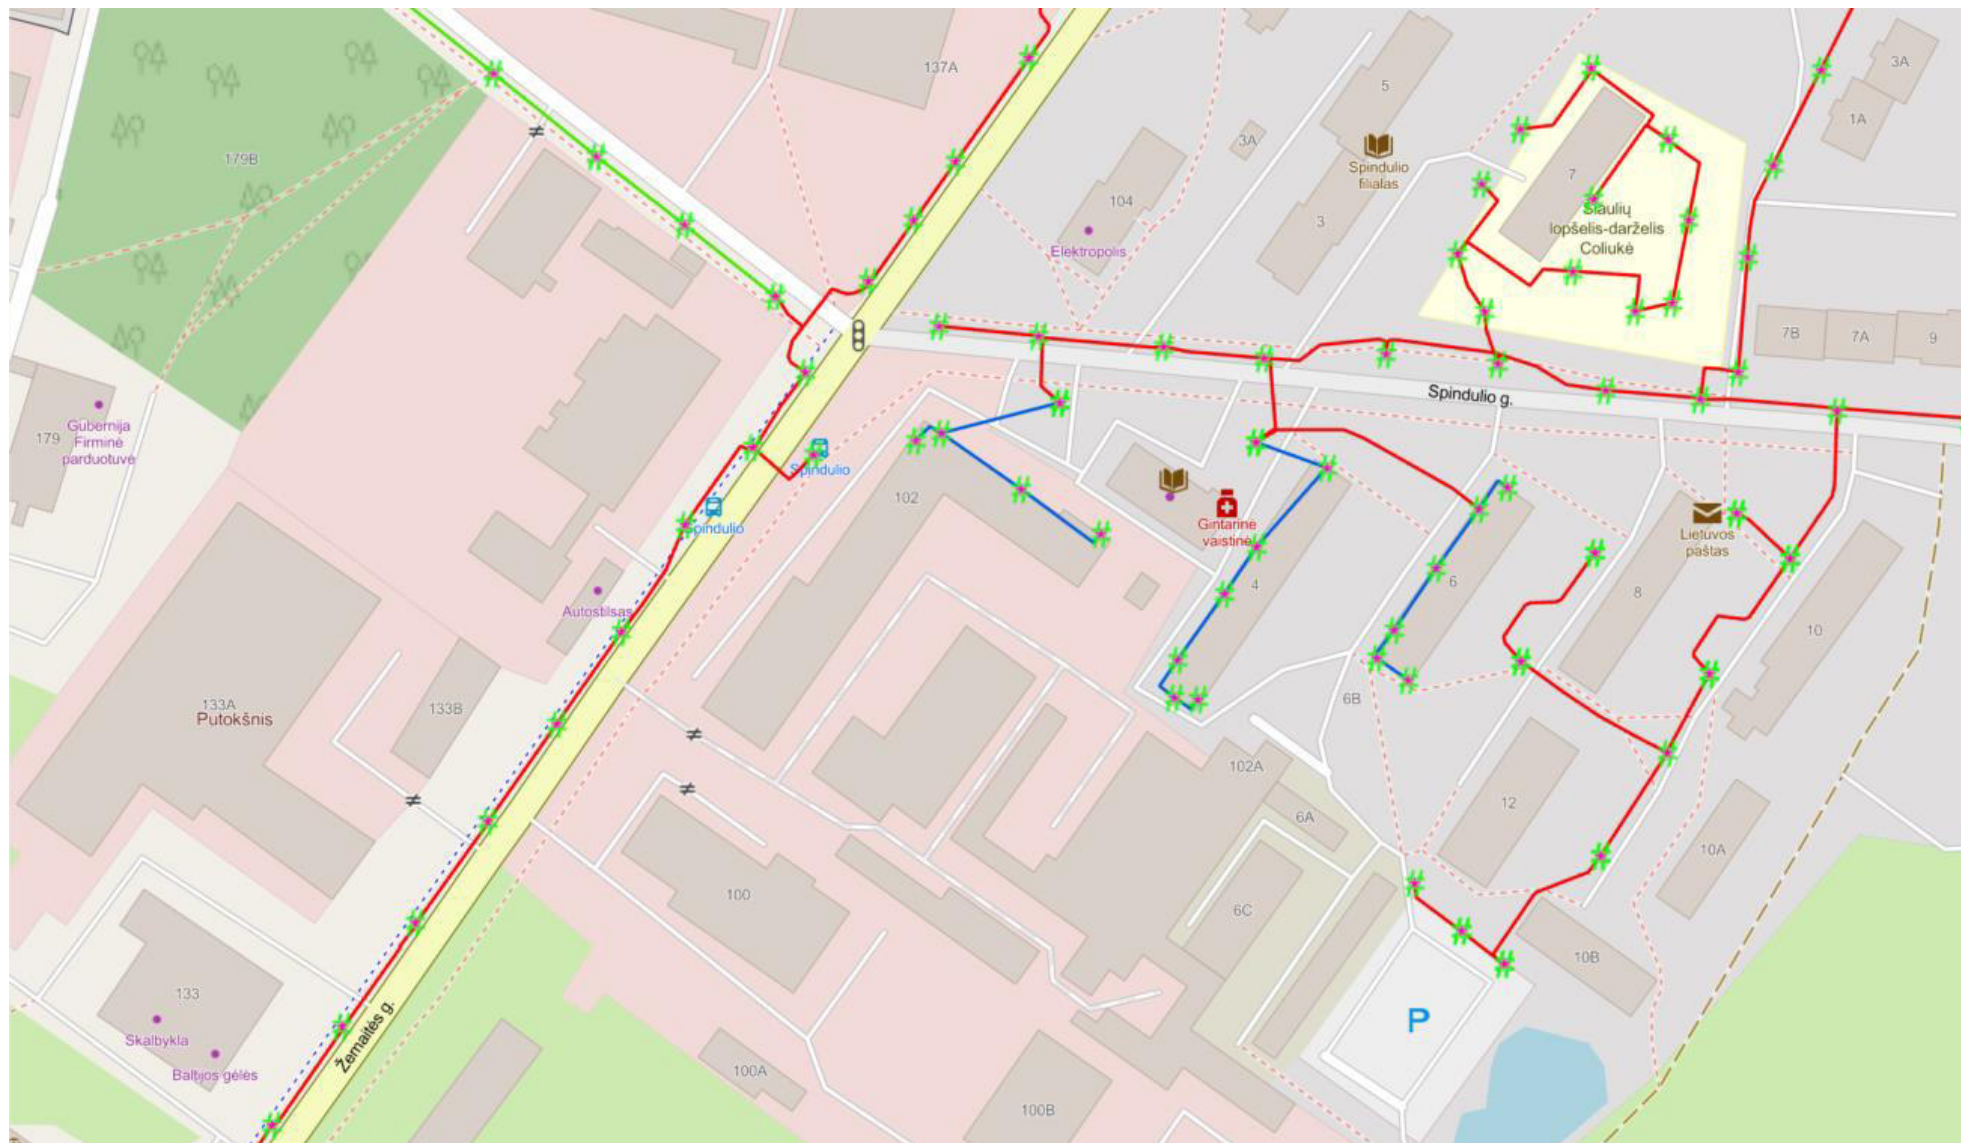 137A
5
3A
1A
179B
3A
Spindulio
filialas
7
104
3
Šiaulių
lopšelis-darželis
Coliukė
Elektropolis
7B
7A
9
Spindulio g.
Gubernija
Firminė
parduotuvė
179
Spindulio
102
Spindulio
Gintarinė
vaistinė
Lietuvos
paštas
4
6
8
10
Autostilsas
6B
133A
Putokšnis
133B
102A
12
6A
10A
100
6C
10B
133
P
Žemaitės g.
Skalbykla
Baltijos gėlės
100A
100B